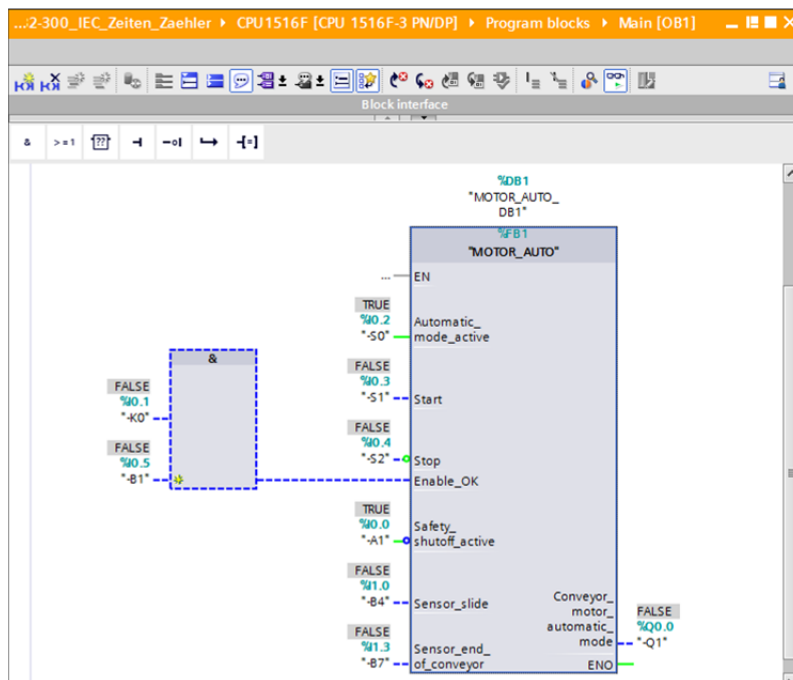 ...:2-300_IEC_Zeiten_Zaehler ▸ CPU1516F [CPU 1516F-3 PN/DP] ▸ Program blocks ▸ Main [OB1]
Block interface
& >=1 ?? ⊣ -o| ↦ -[=]
%DB1
"MOTOR_AUTO_
DB1"
%FB1
"MOTOR_AUTO"
... EN
TRUE
%I0.2
"-S0"
Automatic_
mode_active
&
FALSE
%I0.3
"-S1"
Start
FALSE
%I0.1
"-K0"
FALSE
%I0.4
"-S2"
Stop
FALSE
%I0.5
"-B1"
Enable_OK
TRUE
%I0.0
"-A1"
Safety_
shutoff_active
FALSE
%I1.0
"-B4"
Sensor_slide
Conveyor_
motor_
automatic_
mode
FALSE
%Q0.0
"-Q1"
FALSE
%I1.3
"-B7"
Sensor_end_
of_conveyor
ENO